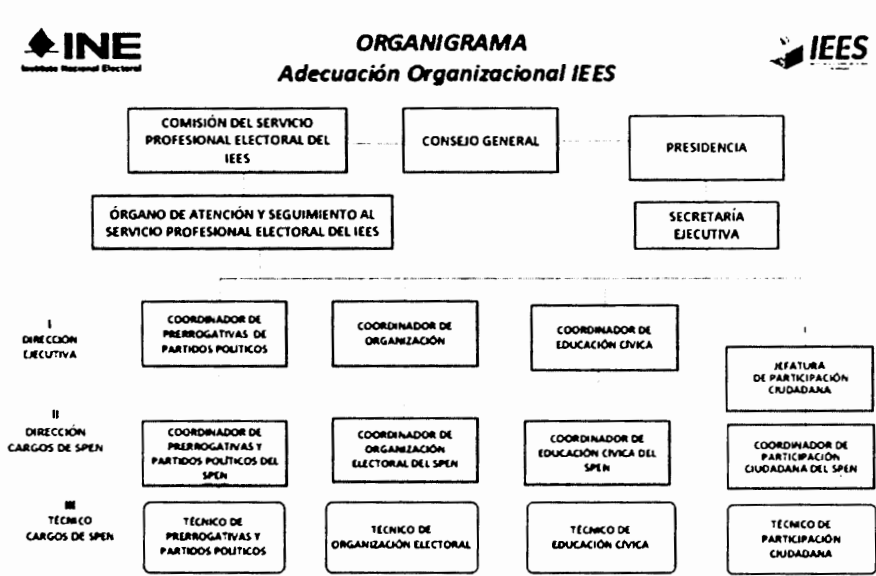 INE
Instituto Nacional Electoral
ORGANIGRAMA
Adecuación Organizacional IEES
IEES
COMISIÓN DEL SERVICIO
PROFESIONAL ELECTORAL DEL
IEES
CONSEJO GENERAL
PRESIDENCIA
ÓRGANO DE ATENCIÓN Y SEGUIMIENTO AL
SERVICIO PROFESIONAL ELECTORAL DEL IEES
SECRETARÍA
EJECUTIVA
I
DIRECCIÓN
EJECUTIVA
COORDINADOR DE
PRERROGATIVAS DE
PARTIDOS POLITICOS
COORDINADOR DE
ORGANIZACIÓN
COORDINADOR DE
EDUCACIÓN CÍVICA
JEFATURA
DE PARTICIPACIÓN
CIUDADANA
II
DIRECCIÓN
CARGOS DE SPEN
COORDINADOR DE
PRERROGATIVAS Y
PARTIDOS POLÍTICOS DEL
SPEN
COORDINADOR DE
ORGANIZACIÓN
ELECTORAL DEL SPEN
COORDINADOR DE
EDUCACIÓN CIVICA DEL
SPEN
COORDINADOR DE
PARTICIPACIÓN
CIUDADANA DEL SPEN
III
TÉCNICO
CARGOS DE SPEN
TÉCNICO DE
PRERROGATIVAS Y
PARTIDOS POLITICOS
TÉCNICO DE
ORGANIZACIÓN ELECTORAL
TÉCNICO DE
EDUCACIÓN CIVICA
TÉCNICO DE
PARTICIPACIÓN
CIUDADANA